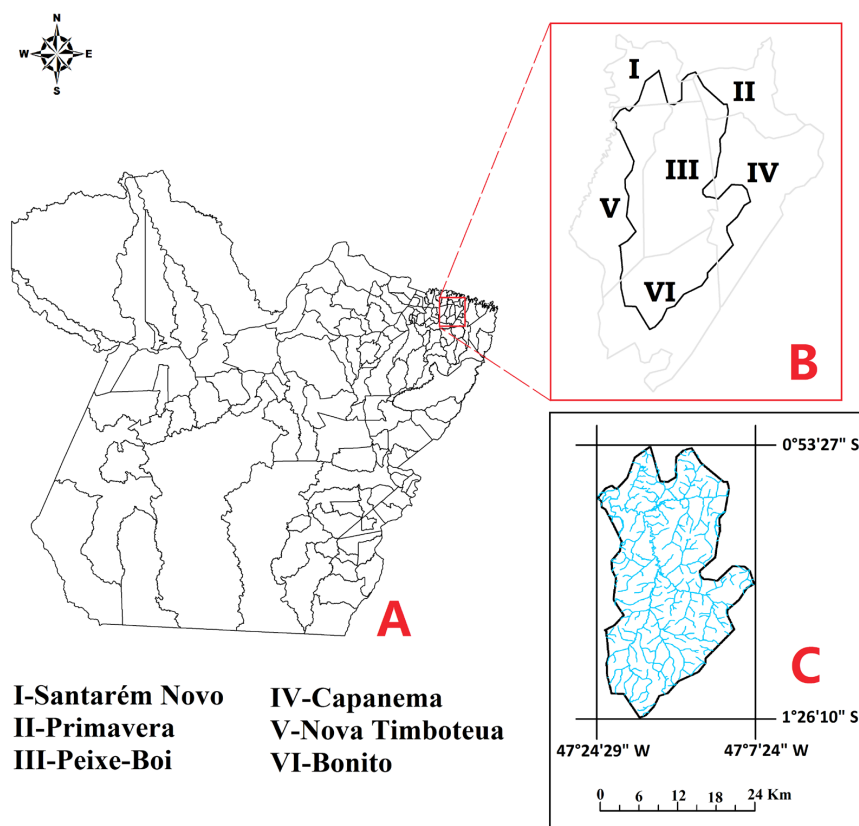 N
W E
S
I
II
III
IV
V
VI
B
A
0°53'27" S
C
1°26'10" S
47°24'29" W 47°7'24" W
0 6 12 18 24 Km
I-Santarém Novo
II-Primavera
III-Peixe-Boi
IV-Capanema
V-Nova Timboteua
VI-Bonito